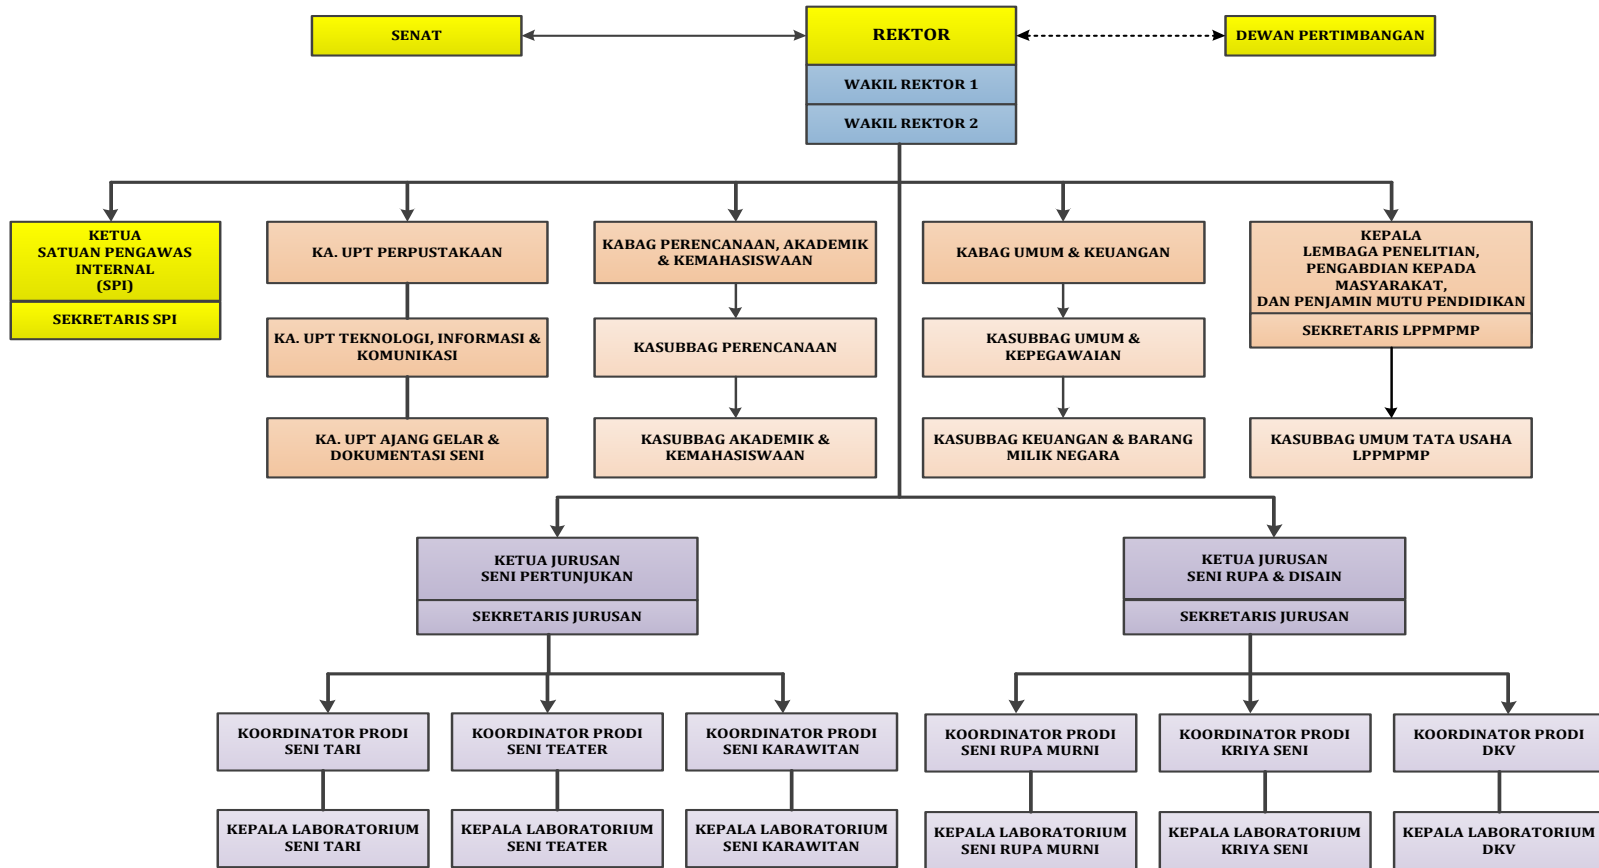 SENAT
REKTOR
DEWAN PERTIMBANGAN
WAKIL REKTOR 1
WAKIL REKTOR 2
KETUA
SATUAN PENGAWAS
INTERNAL
(SPI)
SEKRETARIS SPI
KA. UPT PERPUSTAKAAN
KABAG PERENCANAAN, AKADEMIK
& KEMAHASISWAAN
KABAG UMUM & KEUANGAN
KEPALA
LEMBAGA PENELITIAN,
PENGABDIAN KEPADA
MASYARAKAT,
DAN PENJAMIN MUTU PENDIDIKAN
SEKRETARIS LPPMPMP
KA. UPT TEKNOLOGI, INFORMASI &
KOMUNIKASI
KASUBBAG PERENCANAAN
KASUBBAG UMUM &
KEPEGAWAIAN
KA. UPT AJANG GELAR &
DOKUMENTASI SENI
KASUBBAG AKADEMIK &
KEMAHASISWAAN
KASUBBAG KEUANGAN & BARANG
MILIK NEGARA
KASUBBAG UMUM TATA USAHA
LPPMPMP
KETUA JURUSAN
SENI PERTUNJUKAN
SEKRETARIS JURUSAN
KETUA JURUSAN
SENI RUPA & DISAIN
SEKRETARIS JURUSAN
KOORDINATOR PRODI
SENI TARI
KOORDINATOR PRODI
SENI TEATER
KOORDINATOR PRODI
SENI KARAWITAN
KOORDINATOR PRODI
SENI RUPA MURNI
KOORDINATOR PRODI
KRIYA SENI
KOORDINATOR PRODI
DKV
KEPALA LABORATORIUM
SENI TARI
KEPALA LABORATORIUM
SENI TEATER
KEPALA LABORATORIUM
SENI KARAWITAN
KEPALA LABORATORIUM
SENI RUPA MURNI
KEPALA LABORATORIUM
KRIYA SENI
KEPALA LABORATORIUM
DKV